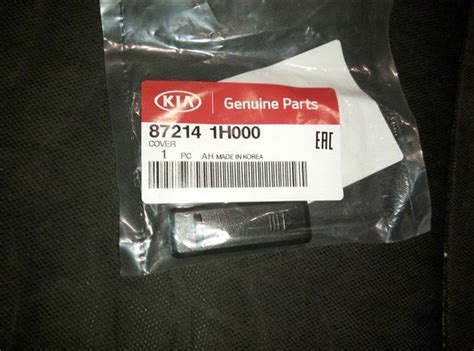 KIA Genuine Parts
87214 1H000
COVER
1 PC AH MADE IN KOREA
EAC